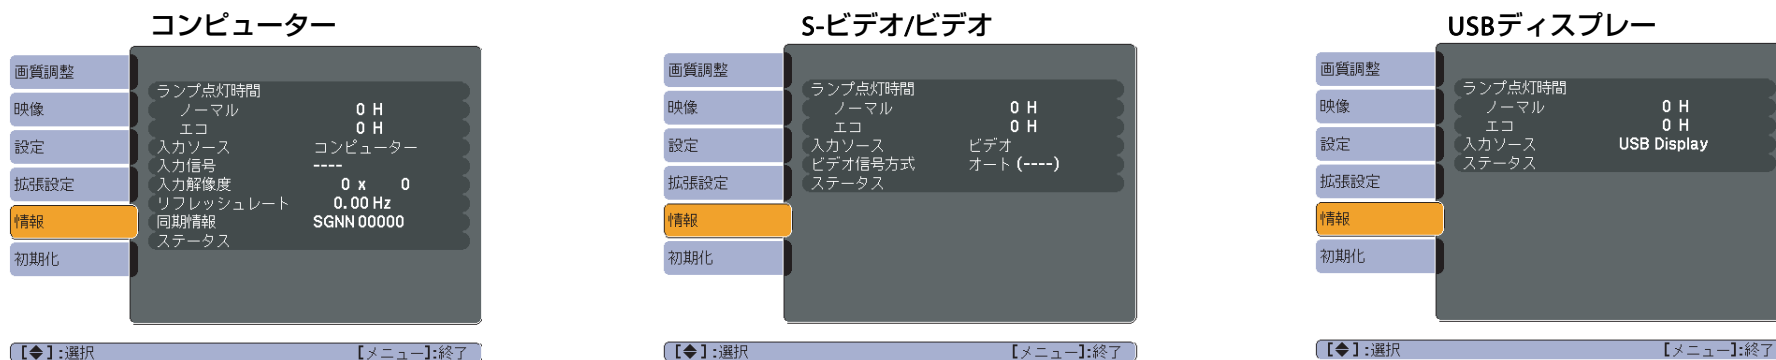 コンピューター
画質調整
映像
設定
拡張設定
情報
初期化
ランプ点灯時間
ノーマル 0 H
エコ 0 H
入力ソース コンピューター
入力信号 ----
入力解像度 0 x 0
リフレッシュレート 0.00 Hz
同期情報 SGNN 00000
ステータス
[◆]:選択 [メニュー]:終了
S-ビデオ/ビデオ
画質調整
映像
設定
拡張設定
情報
初期化
ランプ点灯時間
ノーマル 0 H
エコ 0 H
入力ソース ビデオ
ビデオ信号方式 オート (----)
ステータス
[◆]:選択 [メニュー]:終了
USBディスプレー
画質調整
映像
設定
拡張設定
情報
初期化
ランプ点灯時間
ノーマル 0 H
エコ 0 H
入力ソース USB Display
ステータス
[◆]:選択 [メニュー]:終了